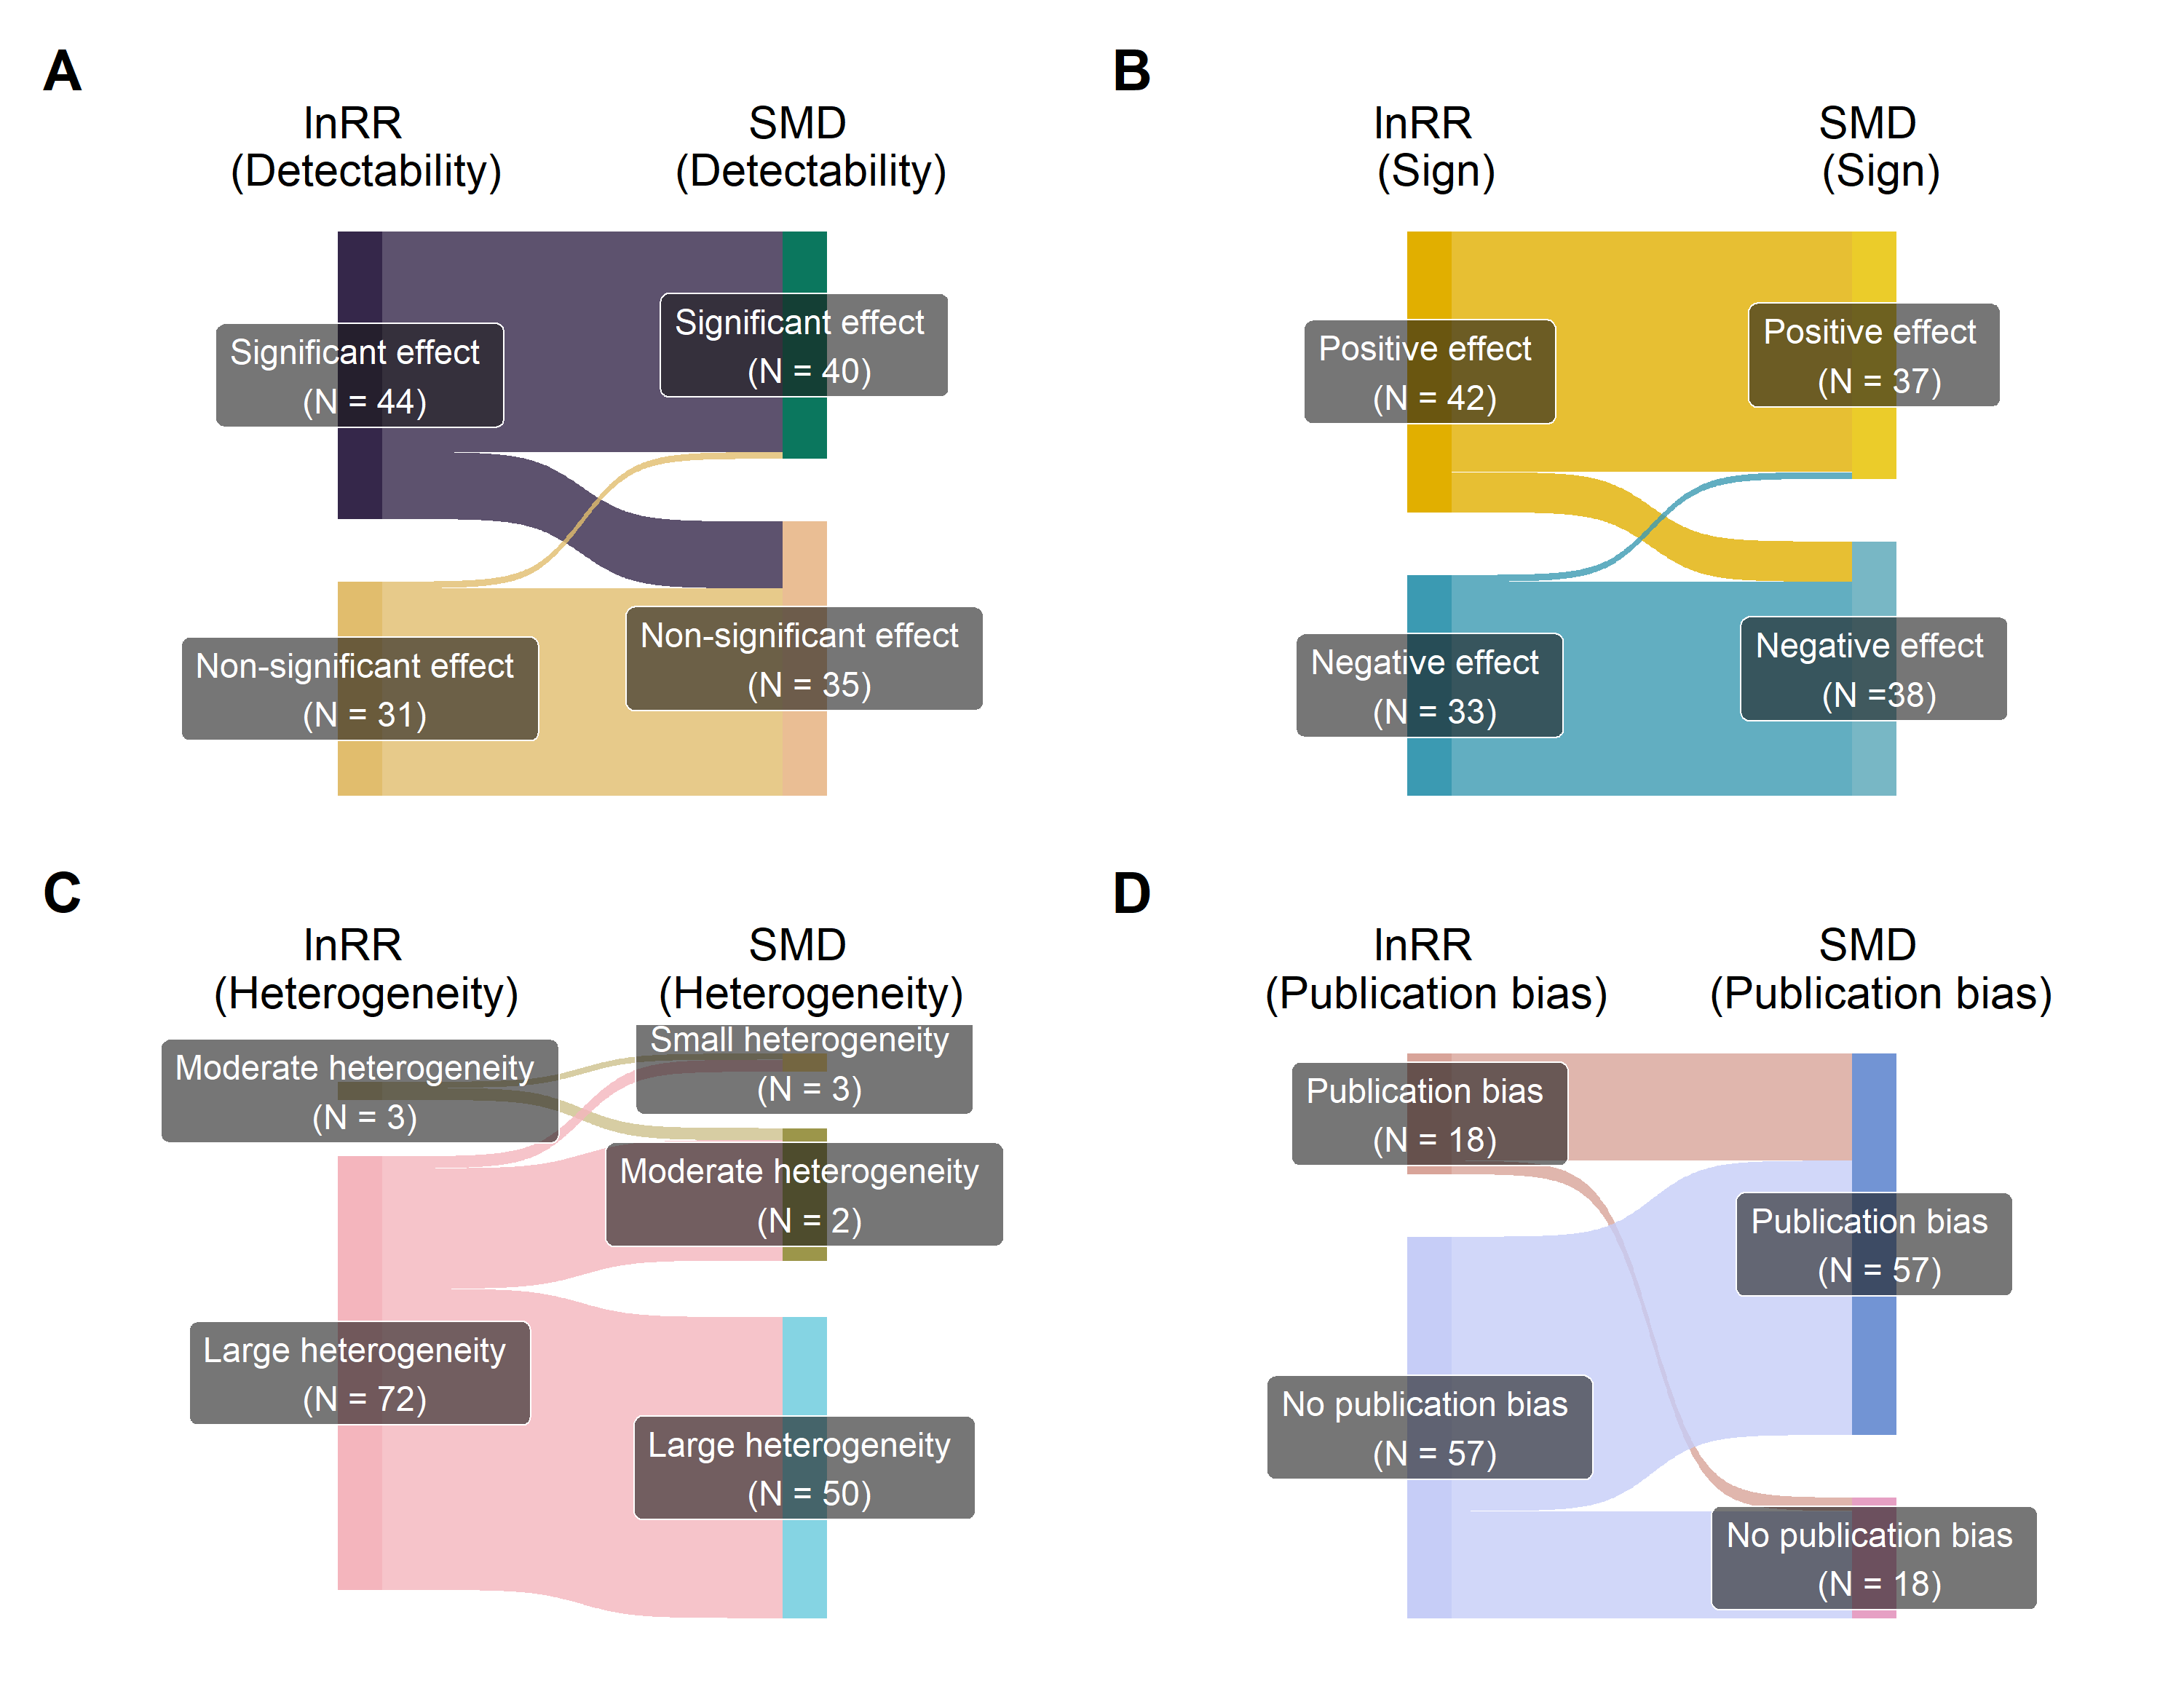 A
lnRR
(Detectability)
SMD
(Detectability)
Significant effect
(N = 44)
Significant effect
(N = 40)
Non-significant effect
(N = 31)
Non-significant effect
(N = 35)
B
lnRR
(Sign)
SMD
(Sign)
Positive effect
(N = 42)
Positive effect
(N = 37)
Negative effect
(N = 33)
Negative effect
(N =38)
C
lnRR
(Heterogeneity)
SMD
(Heterogeneity)
Moderate heterogeneity
(N = 3)
Small heterogeneity
(N = 3)
Moderate heterogeneity
(N = 2)
Large heterogeneity
(N = 72)
Large heterogeneity
(N = 50)
D
lnRR
(Publication bias)
SMD
(Publication bias)
Publication bias
(N = 18)
Publication bias
(N = 57)
No publication bias
(N = 57)
No publication bias
(N = 18)